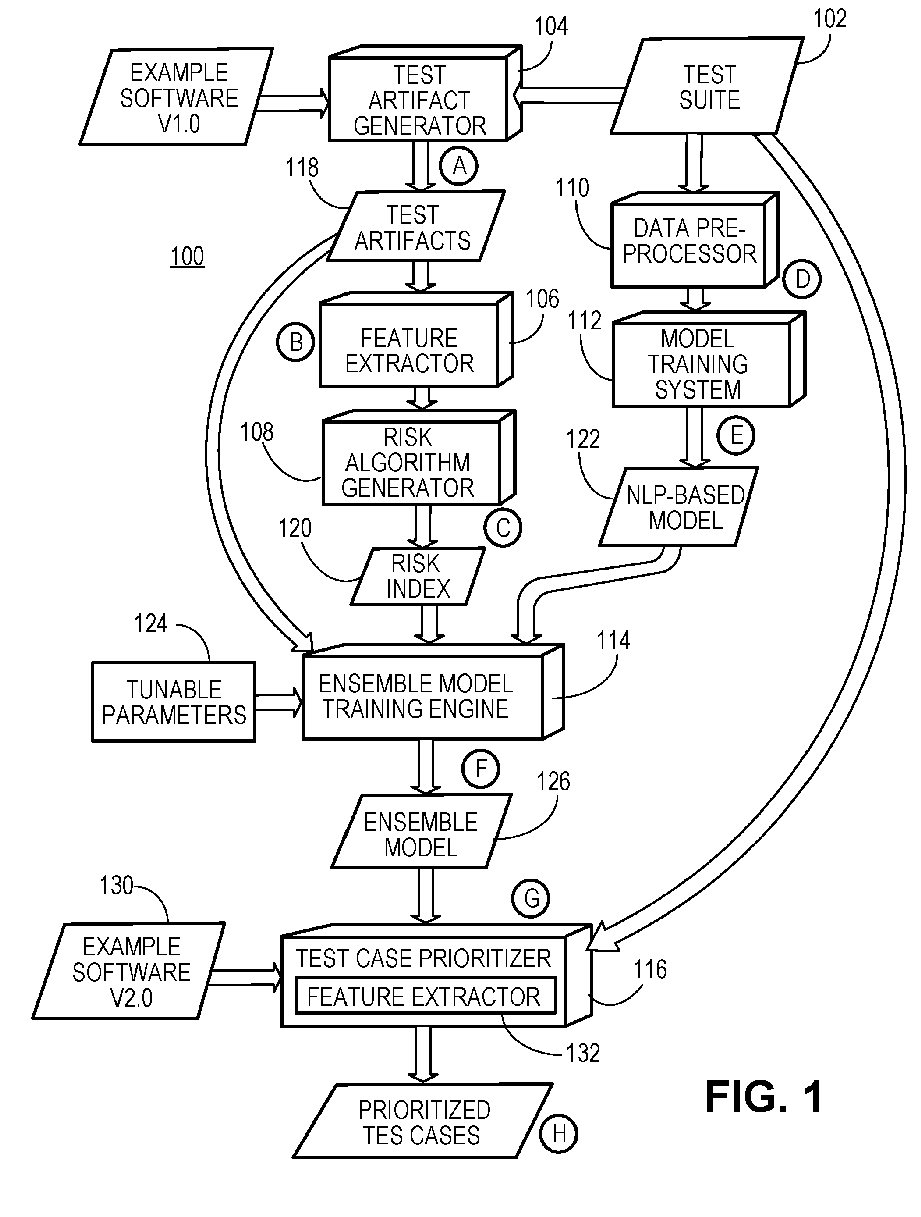 104
102
EXAMPLE
SOFTWARE
V1.0
TEST
ARTIFACT
GENERATOR
TEST
SUITE
118
A
110
TEST
ARTIFACTS
DATA PRE-
PROCESSOR
100
D
106
112
B
FEATURE
EXTRACTOR
MODEL
TRAINING
SYSTEM
108
RISK
ALGORITHM
GENERATOR
E
122
NLP-BASED
MODEL
C
120
RISK
INDEX
124
114
TUNABLE
PARAMETERS
ENSEMBLE MODEL
TRAINING ENGINE
F
126
ENSEMBLE
MODEL
130
G
EXAMPLE
SOFTWARE
V2.0
TEST CASE PRIORITIZER
FEATURE EXTRACTOR
116
132
PRIORITIZED
TES CASES
H
FIG. 1